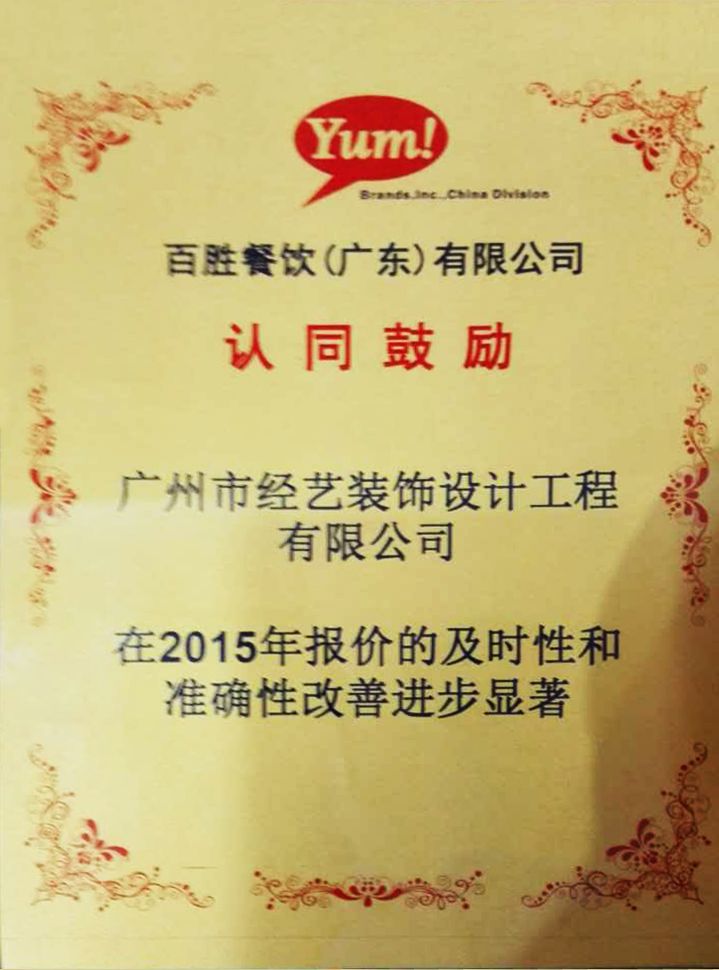 Yum!
Brands,Inc.,China Division
百胜餐饮(广东)有限公司
认同鼓励
广州市经艺装饰设计工程
有限公司
在2015年报价的及时性和
准确性改善进步显著